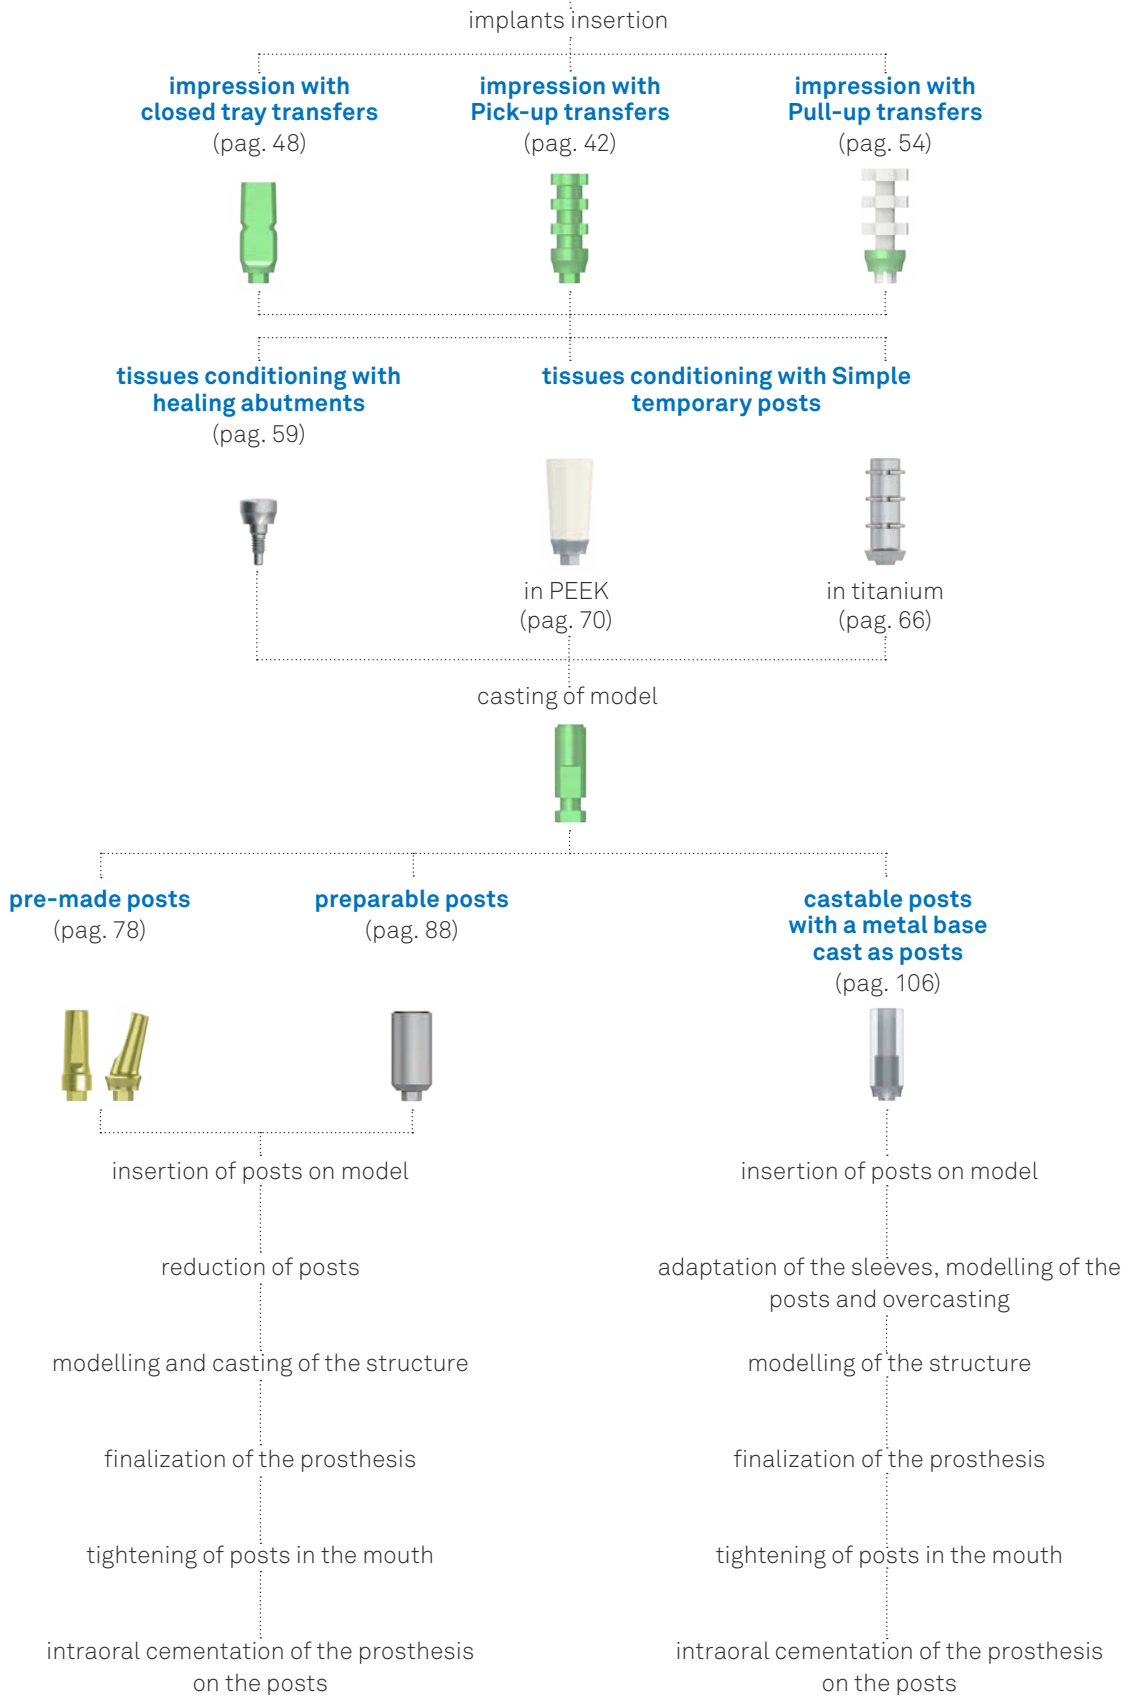 implants insertion
impression with
closed tray transfers
(pag. 48)
impression with
Pick-up transfers
(pag. 42)
impression with
Pull-up transfers
(pag. 54)
tissues conditioning with
healing abutments
(pag. 59)
tissues conditioning with Simple
temporary posts
in PEEK
(pag. 70)
in titanium
(pag. 66)
casting of model
pre-made posts
(pag. 78)
preparable posts
(pag. 88)
castable posts
with a metal base
cast as posts
(pag. 106)
insertion of posts on model
reduction of posts
modelling and casting of the structure
finalization of the prosthesis
tightening of posts in the mouth
intraoral cementation of the prosthesis
on the posts
insertion of posts on model
adaptation of the sleeves, modelling of the
posts and overcasting
modelling of the structure
finalization of the prosthesis
tightening of posts in the mouth
intraoral cementation of the prosthesis
on the posts